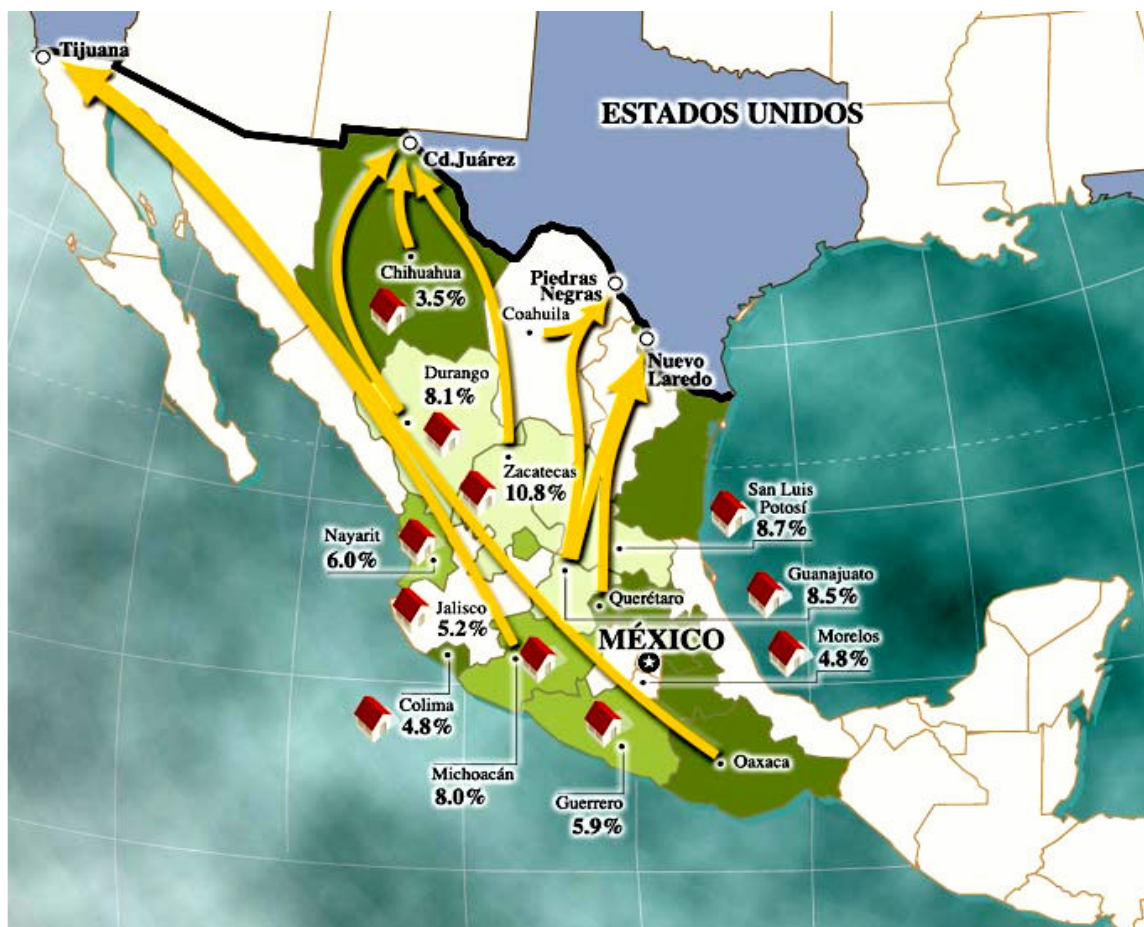 Tijuana
ESTADOS UNIDOS
Cd.Juárez
Chihuahua
3.5%
Piedras
Negras
Coahuila
Nuevo
Laredo
Durango
8.1%
Zacatecas
10.8%
San Luis
Potosí
8.7%
Nayarit
6.0%
Guanajuato
8.5%
Querétaro
Jalisco
5.2%
MÉXICO
Morelos
4.8%
Colima
4.8%
Michoacán
8.0%
Oaxaca
Guerrero
5.9%